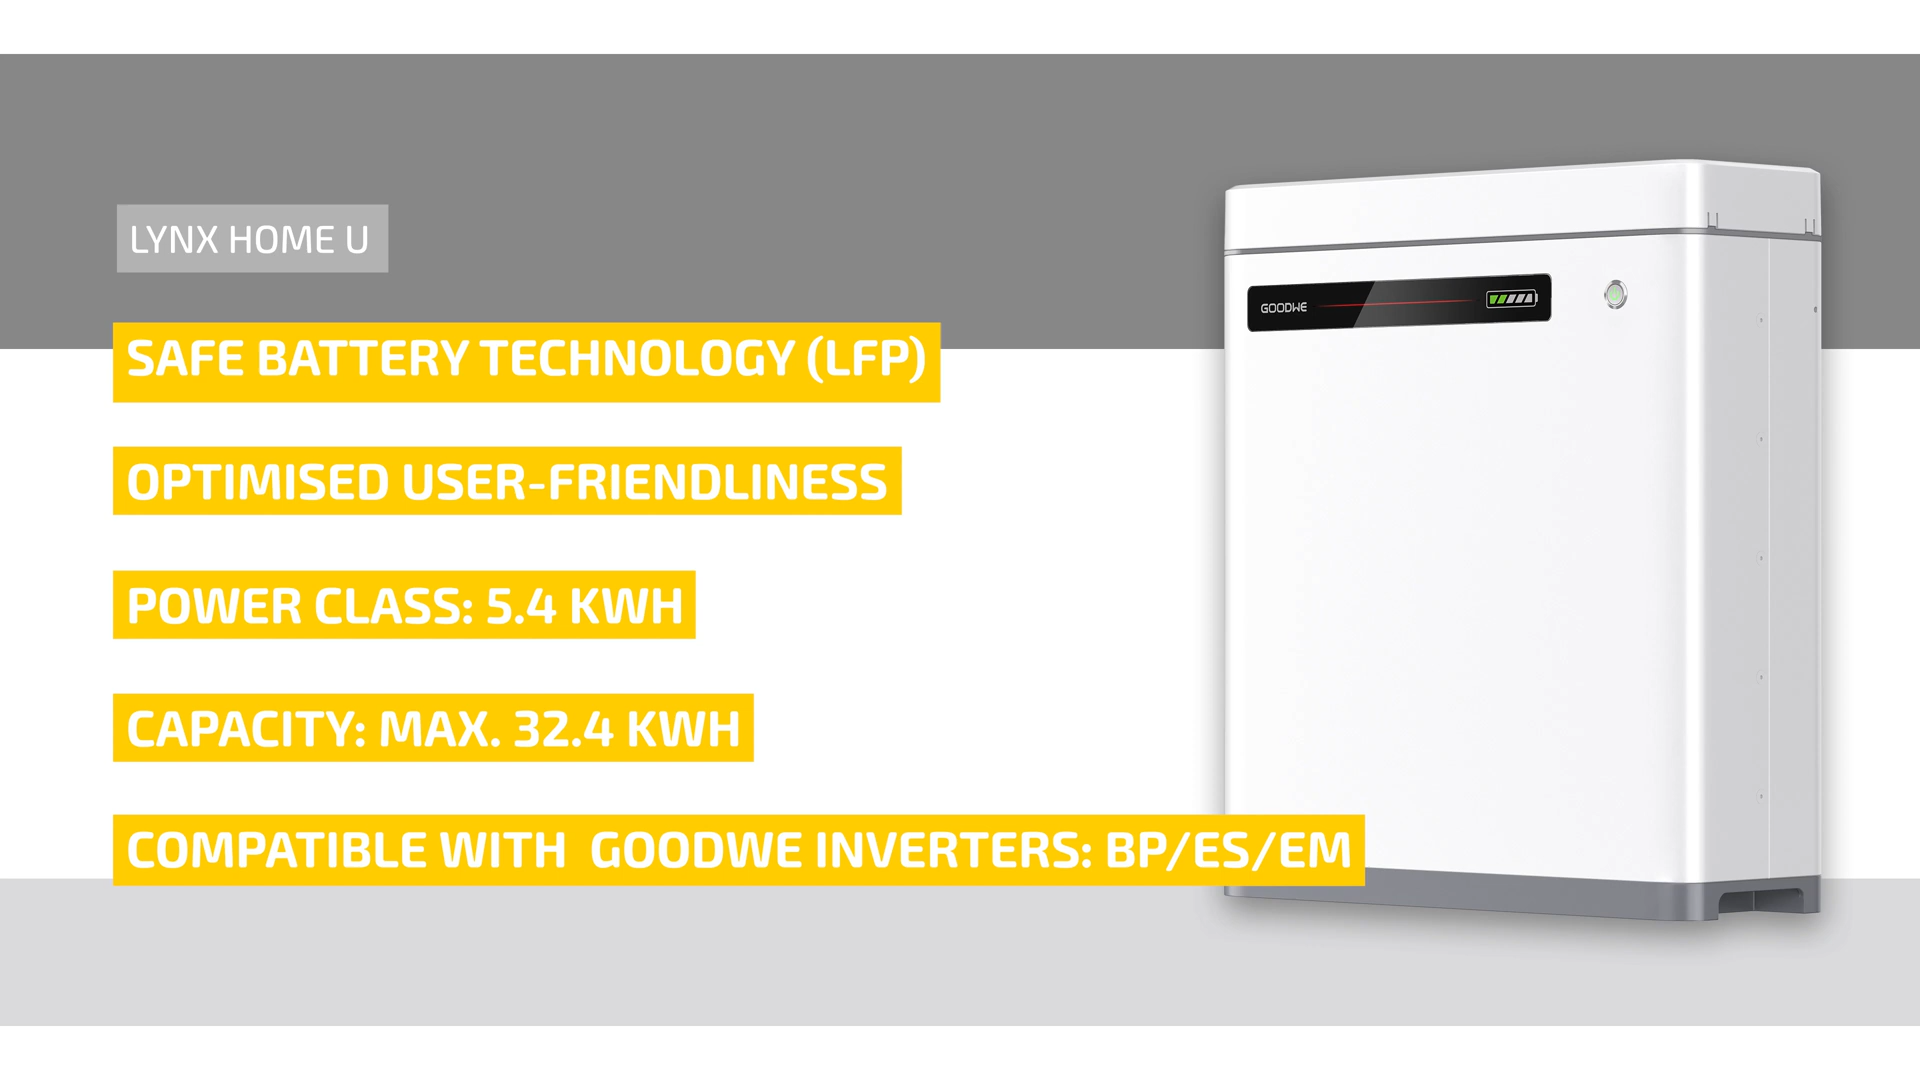 LYNX HOME U
SAFE BATTERY TECHNOLOGY (LFP)
OPTIMISED USER-FRIENDLINESS
POWER CLASS: 5.4 KWH
CAPACITY: MAX. 32.4 KWH
COMPATIBLE WITH GOODWE INVERTERS: BP/ES/EM
GOODWE